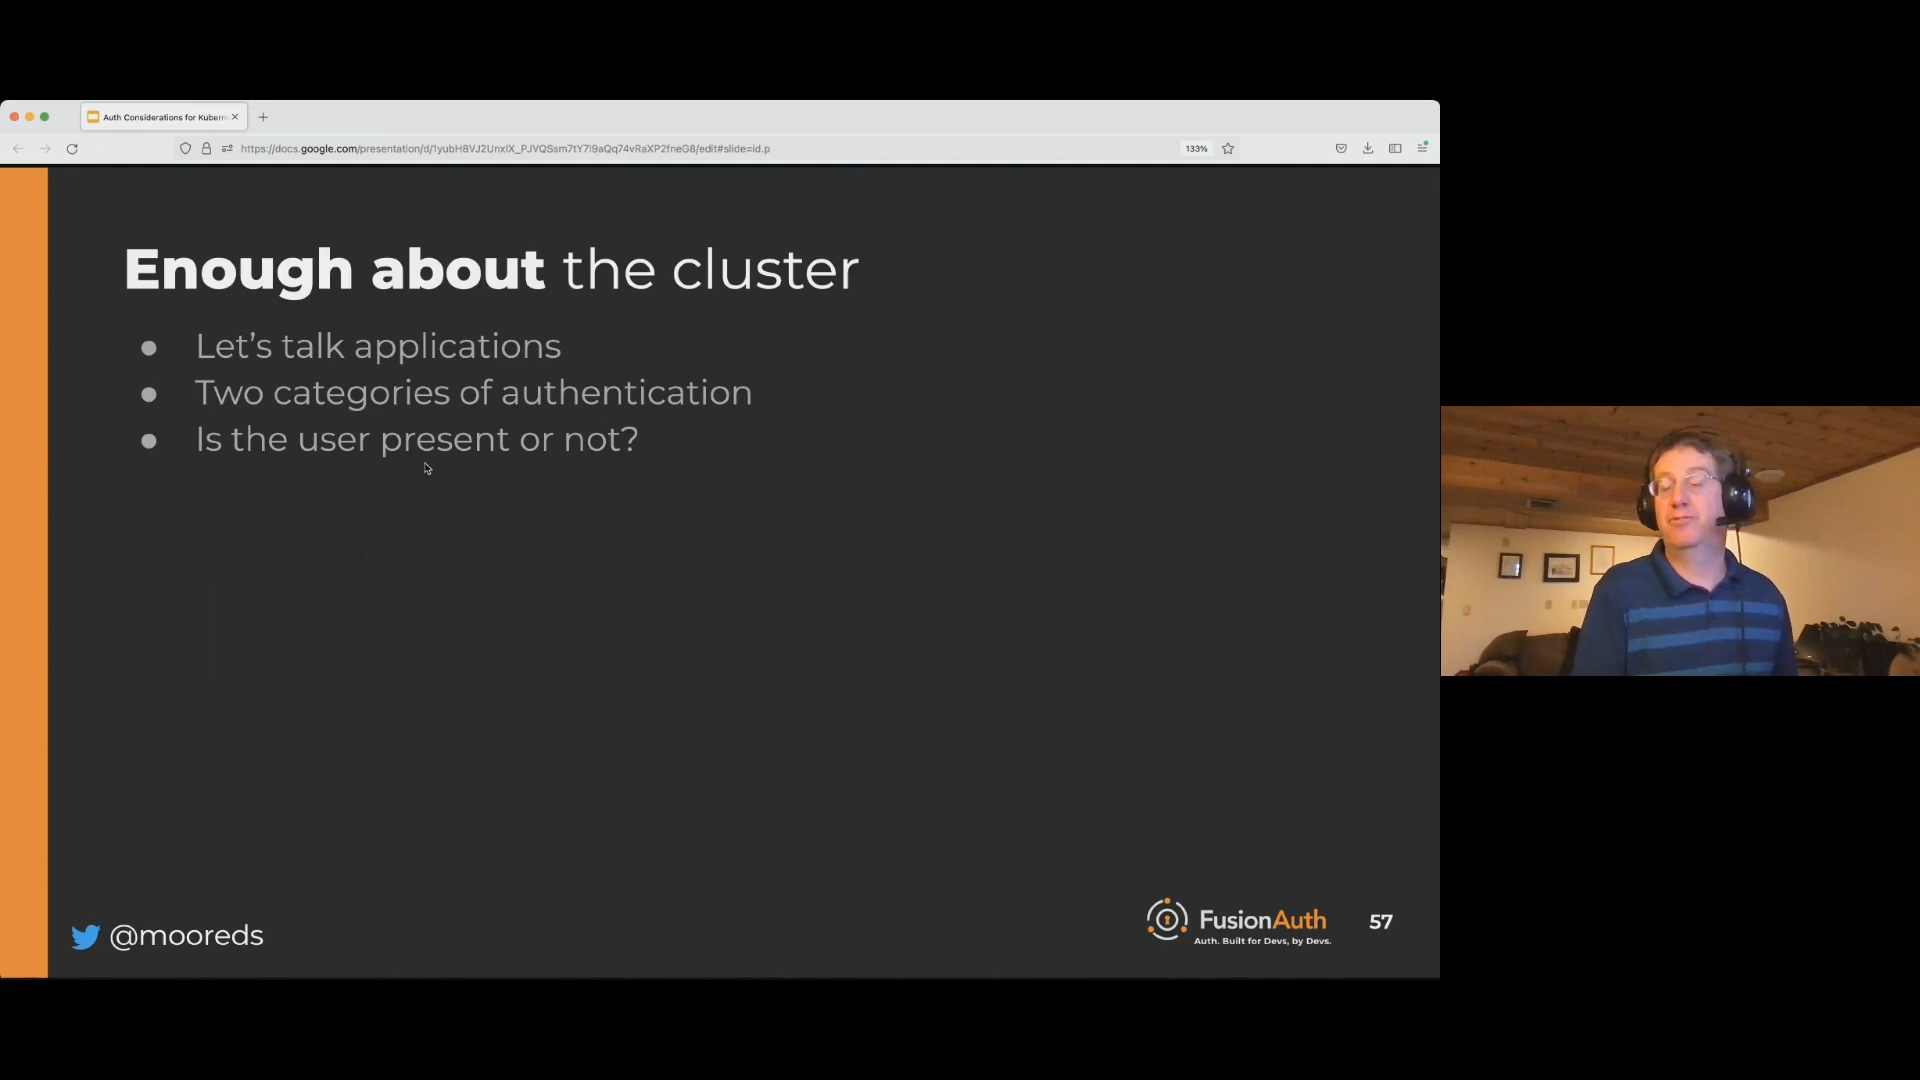 Auth Considerations for Kubern
https://docs.google.com/presentation/d/1yubH8VJ2UnxIX_PJVQSsm7tY7I9aQq74vRaXP2fneG8/edit#slide=id.p
133%
Enough about the cluster
Let’s talk applications
Two categories of authentication
Is the user present or not?
@mooreds
FusionAuth
Auth. Built for Devs, by Devs.
57